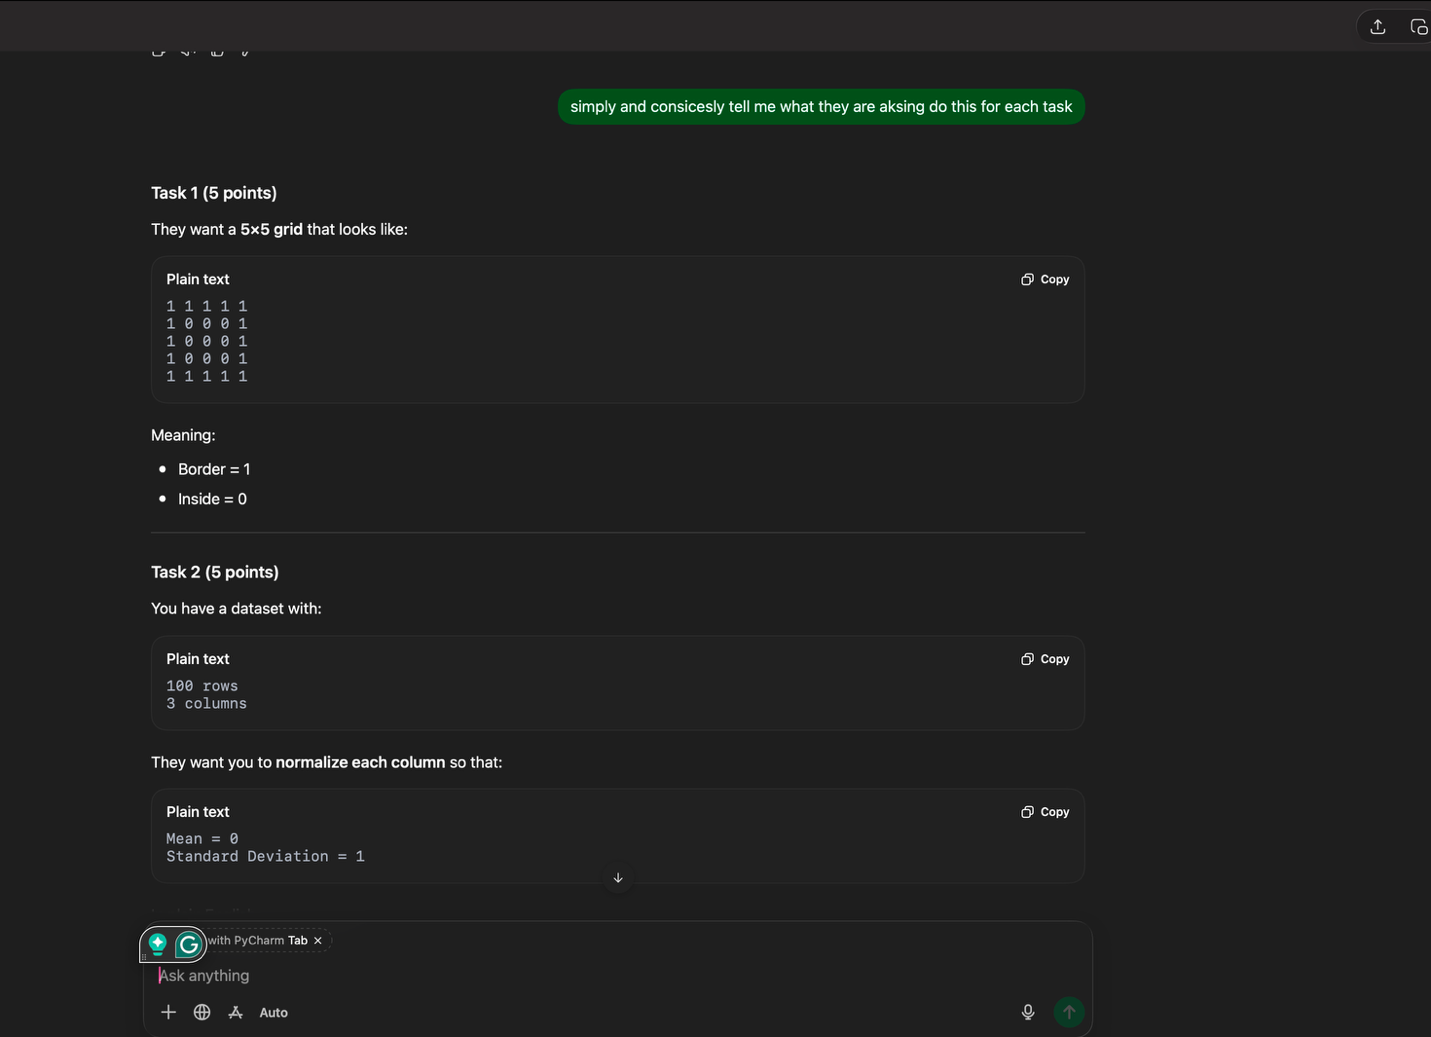 simply and consicesly tell me what they are aksing do this for each task
Task 1 (5 points)
They want a 5×5 grid that looks like:
Plain text
Copy
1 1 1 1 1
1 0 0 0 1
1 0 0 0 1
1 0 0 0 1
1 1 1 1 1
Meaning:
• Border = 1
• Inside = 0
Task 2 (5 points)
You have a dataset with:
Plain text
Copy
100 rows
3 columns
They want you to normalize each column so that:
Plain text
Copy
Mean = 0
Standard Deviation = 1
with PyCharm Tab ×
Ask anything
Auto